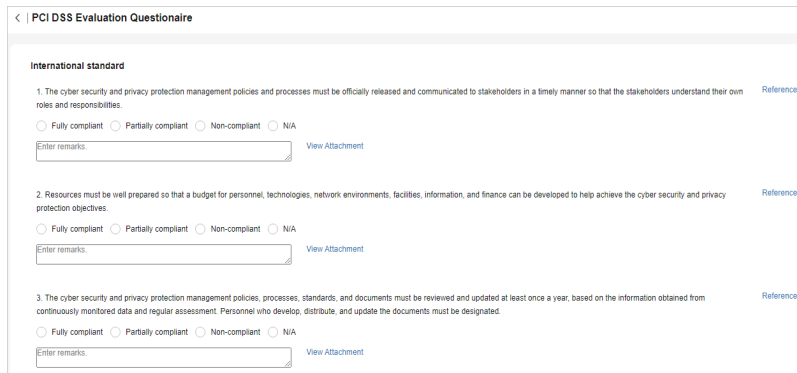 < | PCI DSS Evaluation Questionaire
International standard
1. The cyber security and privacy protection management policies and processes must be officially released and communicated to stakeholders in a timely manner so that the stakeholders understand their own Reference
roles and responsibilities.
Fully compliant Partially compliant Non-compliant N/A
Enter remarks. View Attachment
2. Resources must be well prepared so that a budget for personnel, technologies, network environments, facilities, information, and finance can be developed to help achieve the cyber security and privacy Reference
protection objectives.
Fully compliant Partially compliant Non-compliant N/A
Enter remarks. View Attachment
3. The cyber security and privacy protection management policies, processes, standards, and documents must be reviewed and updated at least once a year, based on the information obtained from Reference
continuously monitored data and regular assessment. Personnel who develop, distribute, and update the documents must be designated.
Fully compliant Partially compliant Non-compliant N/A
Enter remarks. View Attachment